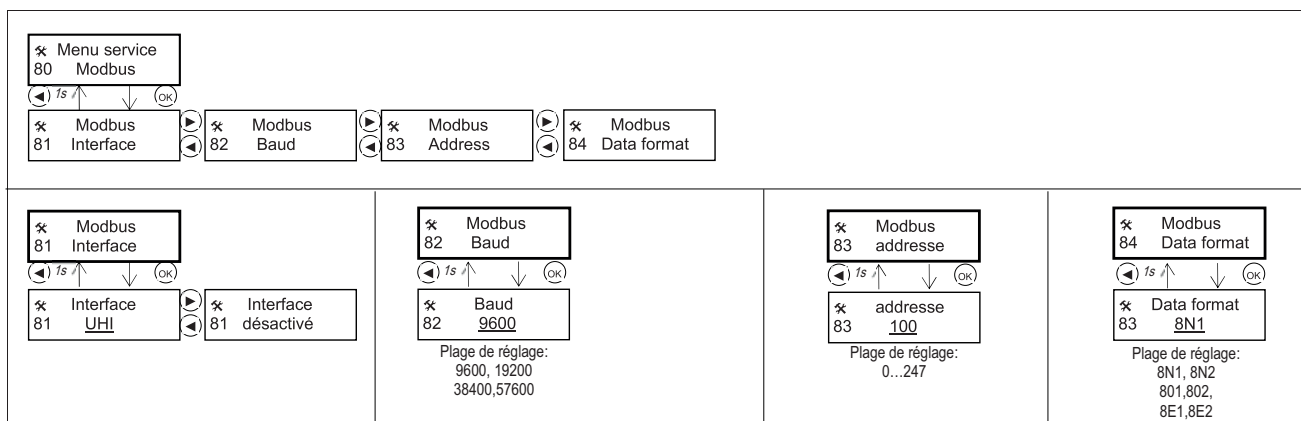 Menu service
80 Modbus
1s OK
Modbus
81 Interface
Modbus
82 Baud
Modbus
83 Address
Modbus
84 Data format
Modbus
81 Interface
1s OK
Interface
81 UHI
Interface
81 désactivé
Modbus
82 Baud
1s OK
Baud
82 9600
Plage de réglage:
9600, 19200
38400,57600
Modbus
83 addresse
1s OK
addresse
83 100
Plage de réglage:
0...247
Modbus
84 Data format
1s OK
Data format
83 8N1
Plage de réglage:
8N1, 8N2
801,802,
8E1,8E2